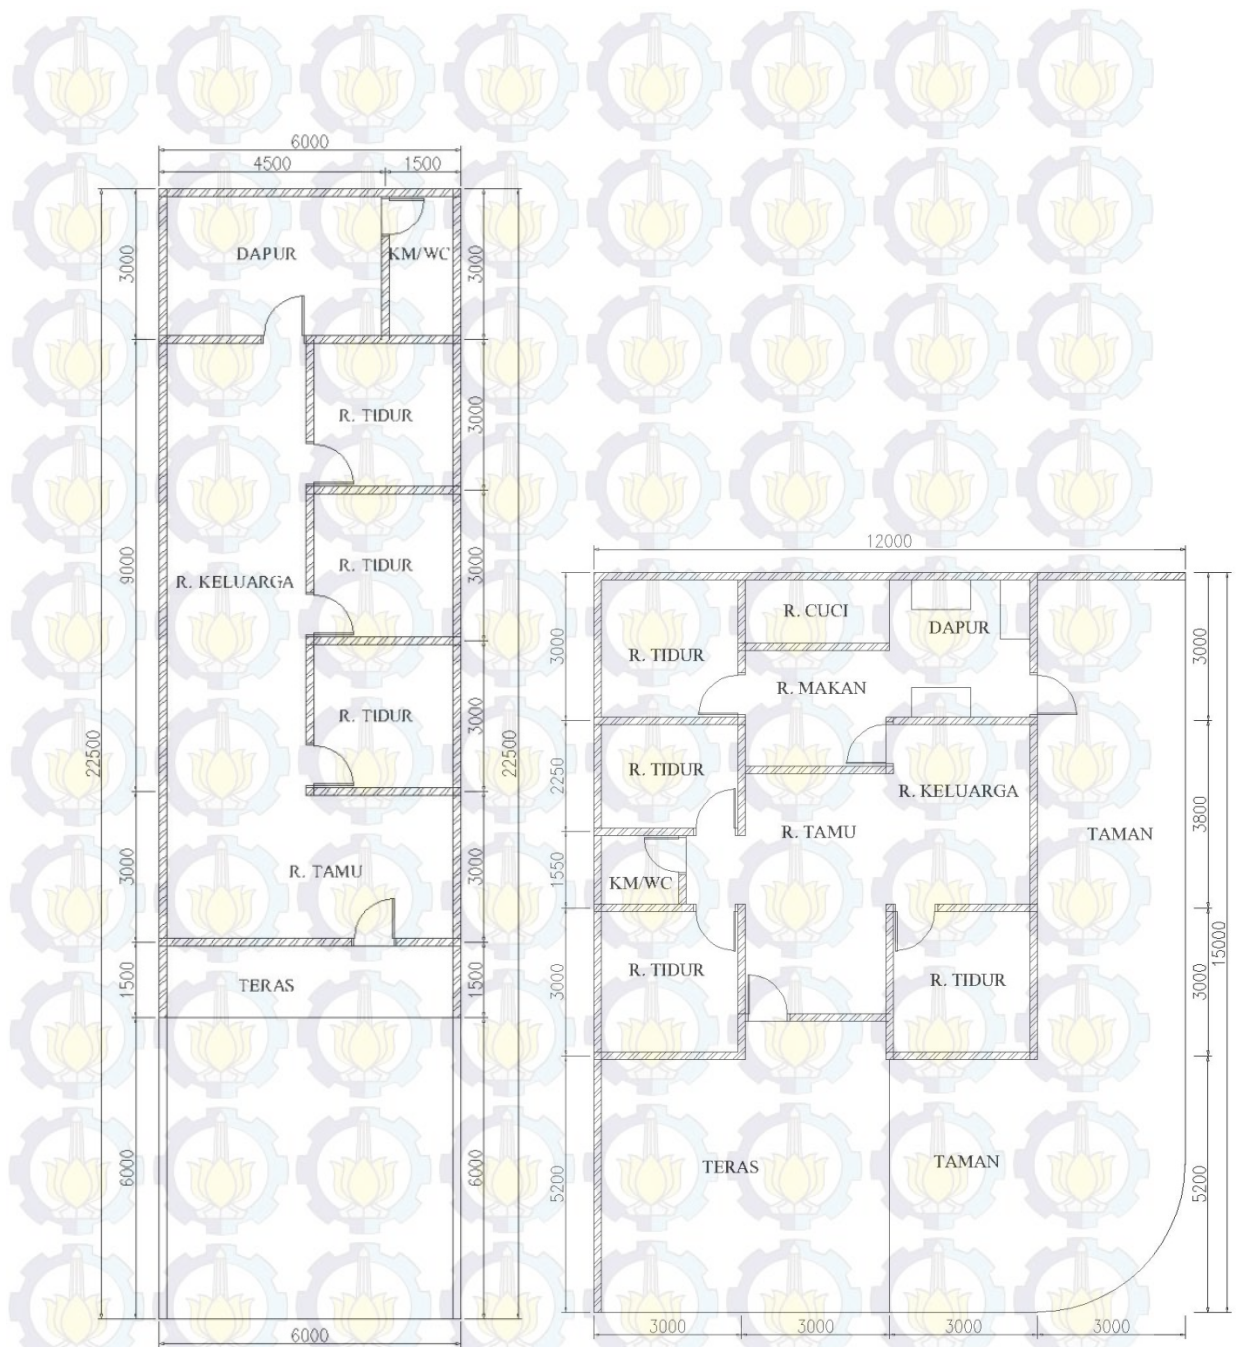 6000
4500
1500
3000
DAPUR
KM/WC
3000
R. TIDUR
3000
9000
R. KELUARGA
R. TIDUR
3000
22500
22500
R. TIDUR
3000
3000
R. TAMU
3000
1500
TERAS
1500
6000
6000
6000
12000
3000
R. CUCI
DAPUR
3000
R. TIDUR
R. MAKAN
2250
R. TIDUR
R. KELUARGA
3800
R. TAMU
TAMAN
1550
KM/WC
3000
R. TIDUR
R. TIDUR
3000
15000
5200
TERAS
TAMAN
5200
3000
3000
3000
3000